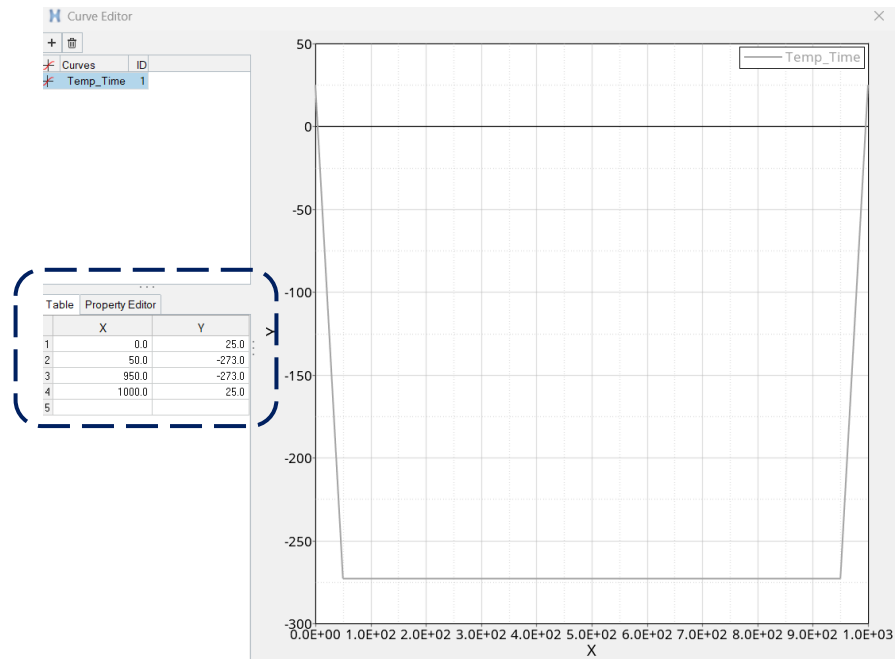 Curve Editor
Curves ID
Temp_Time 1
Table Property Editor
X Y
1 0.0 25.0
2 50.0 -273.0
3 950.0 -273.0
4 1000.0 25.0
5
Temp_Time
50
0
-50
-100
-150
-200
-250
-300
Y
0.0E+00 1.0E+02 2.0E+02 3.0E+02 4.0E+02 5.0E+02 6.0E+02 7.0E+02 8.0E+02 9.0E+02 1.0E+03
X